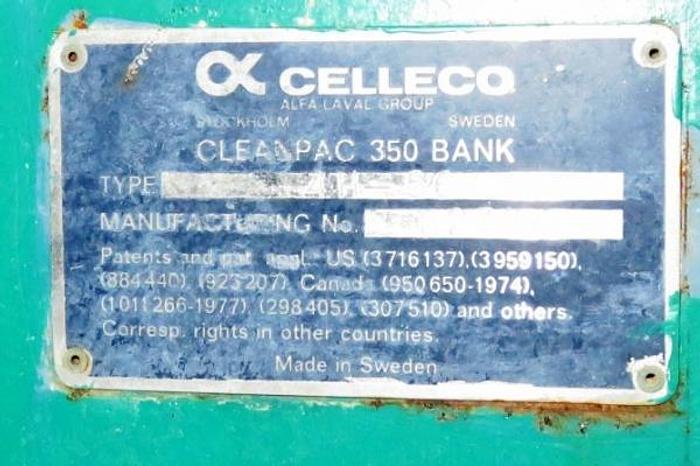 CELLECO
ALFA-LAVAL GROUP
STOCKHOLM SWEDEN
CLEANPAC 350 BANK
TYPE
MANUFACTURING No.
Patents and pat. appl. US (3716137), (3959150),
(884440), (923207), Canada (950650-1974),
(1011266-1977), (298405), (307510) and others.
Corresp. rights in other countries.
Made in Sweden